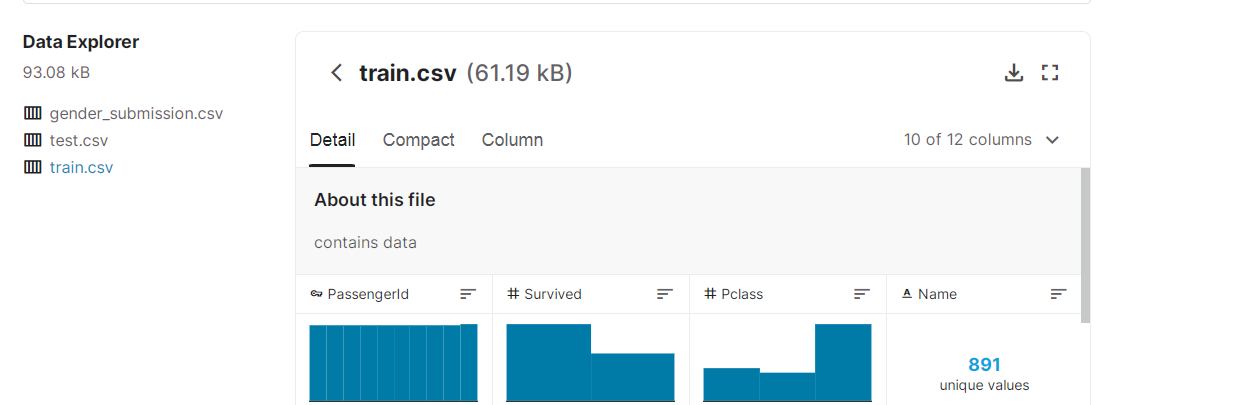 Data Explorer
93.08 kB
gender_submission.csv
test.csv
train.csv
train.csv (61.19 kB)
Detail Compact Column 10 of 12 columns
About this file
contains data
PassengerId # Survived # Pclass A Name
891
unique values